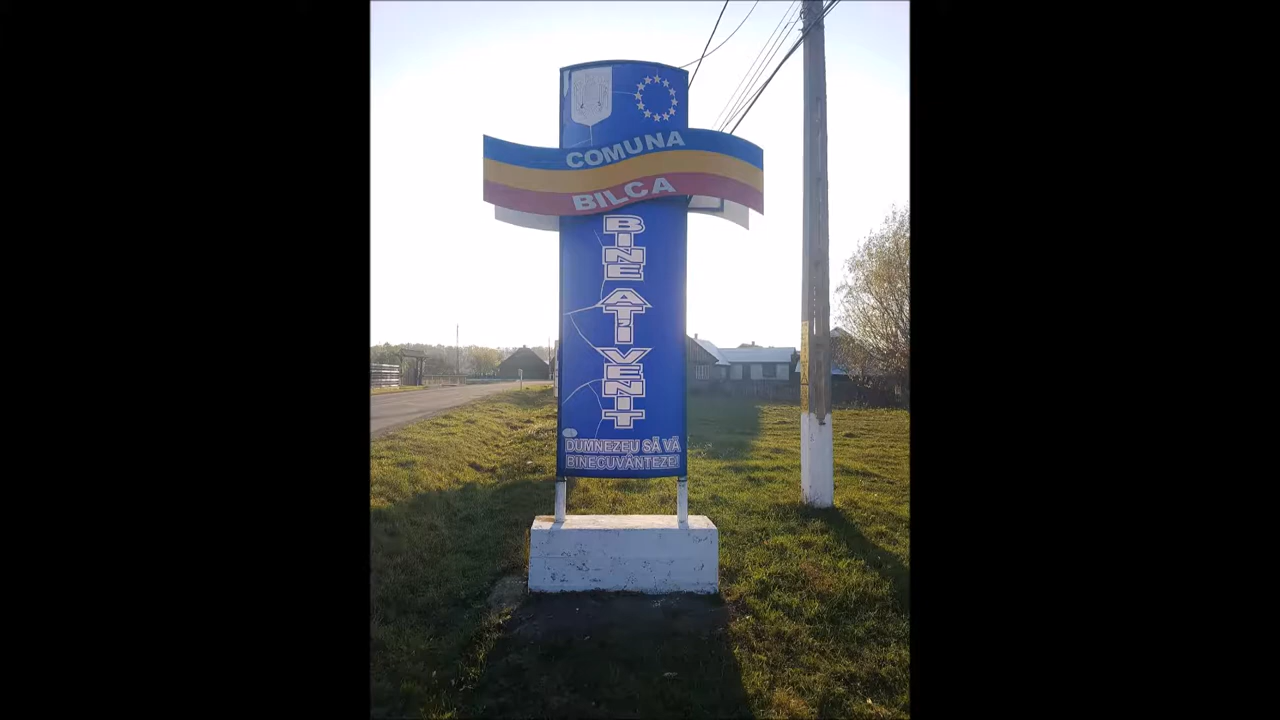 COMUNA
BILCA
BINE AȚI VENIT
DUMNEZEU SĂ VĂ
BINECUVÂNTEZE!